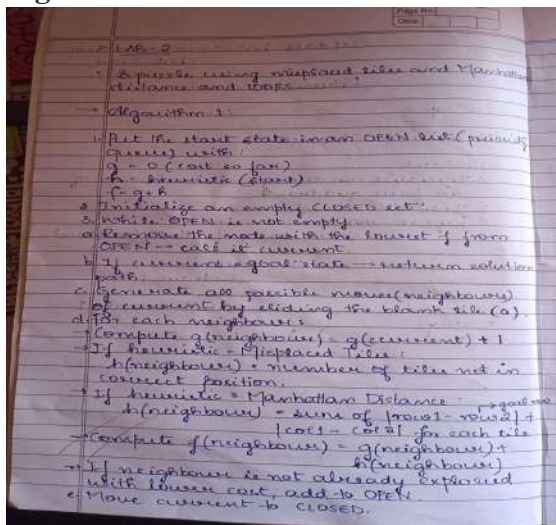 Page No:
Date:
→ LAB-2
8 puzzle using misplaced tiles and Manhattan
distance and IDDFS
→ Algorithm 1:
1. Put the start state in an OPEN list (priority
queue) with:
g = 0 (cost so far)
h = heuristic (start)
f = g+h
2. Initialize an empty CLOSED set.
3. While OPEN is not empty
a. Remove the node with the lowest f from
OPEN → call it current
b. If current = goal state → return solution
path.
c. Generate all possible moves (neighbours)
of current by sliding the blank tile (0).
d. For each neighbour:
→ Compute g(neighbour) = g(current) + 1
→ If heuristic = Misplaced Tiles:
h(neighbour) = number of tiles not in
correct position.
→ If heuristic = Manhattan Distance:
h(neighbour) = sum of |row1 - row2| + → goal
|col1 - col2| for each tile
→ Compute f(neighbour) = g(neighbour) +
h(neighbour)
→ If neighbour is not already explored
with lower cost, add to OPEN.
e. Move current to CLOSED.